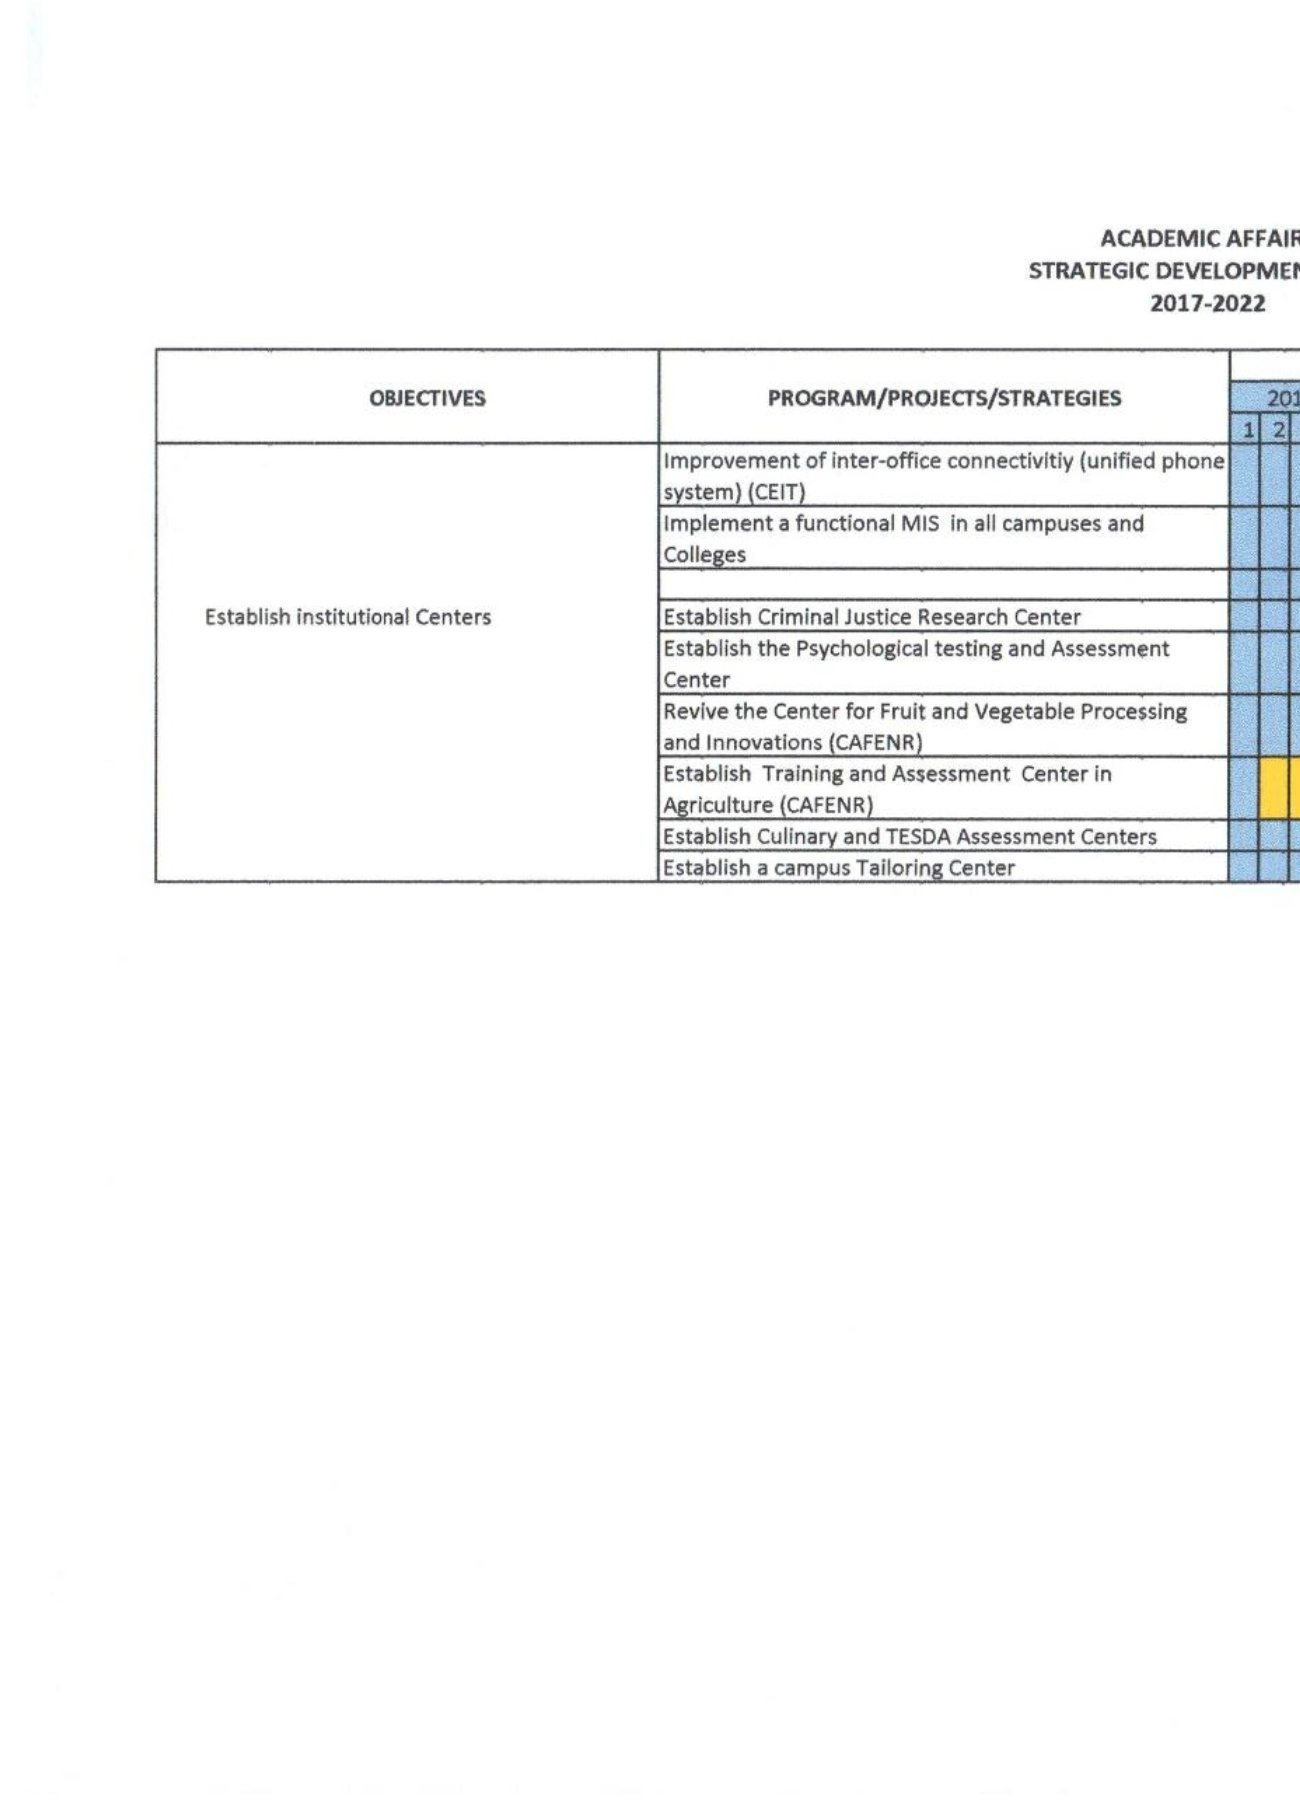 ACADEMIC AFFAIR
STRATEGIC DEVELOPMEN
2017-2022
OBJECTIVES
PROGRAM/PROJECTS/STRATEGIES
201
1 2
Improvement of inter-office connectivitiy (unified phone
system) (CEIT)
Implement a functional MIS in all campuses and
Colleges
Establish institutional Centers
Establish Criminal Justice Research Center
Establish the Psychological testing and Assessment
Center
Revive the Center for Fruit and Vegetable Processing
and Innovations (CAFENR)
Establish Training and Assessment Center in
Agriculture (CAFENR)
Establish Culinary and TESDA Assessment Centers
Establish a campus Tailoring Center